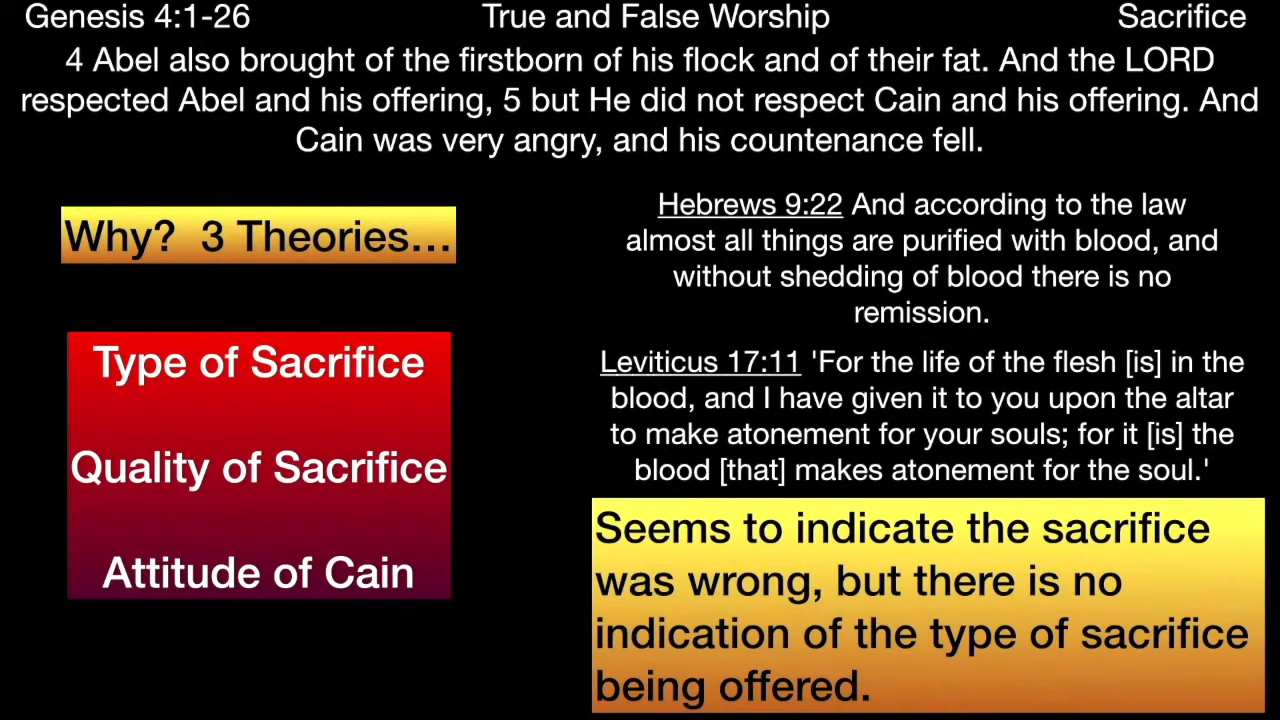 Genesis 4:1-26 True and False Worship Sacrifice
4 Abel also brought of the firstborn of his flock and of their fat. And the LORD
respected Abel and his offering, 5 but He did not respect Cain and his offering. And
Cain was very angry, and his countenance fell.
Why? 3 Theories...
Type of Sacrifice
Quality of Sacrifice
Attitude of Cain
Hebrews 9:22 And according to the law
almost all things are purified with blood, and
without shedding of blood there is no
remission.
Leviticus 17:11 'For the life of the flesh [is] in the
blood, and I have given it to you upon the altar
to make atonement for your souls; for it [is] the
blood [that] makes atonement for the soul.'
Seems to indicate the sacrifice
was wrong, but there is no
indication of the type of sacrifice
being offered.